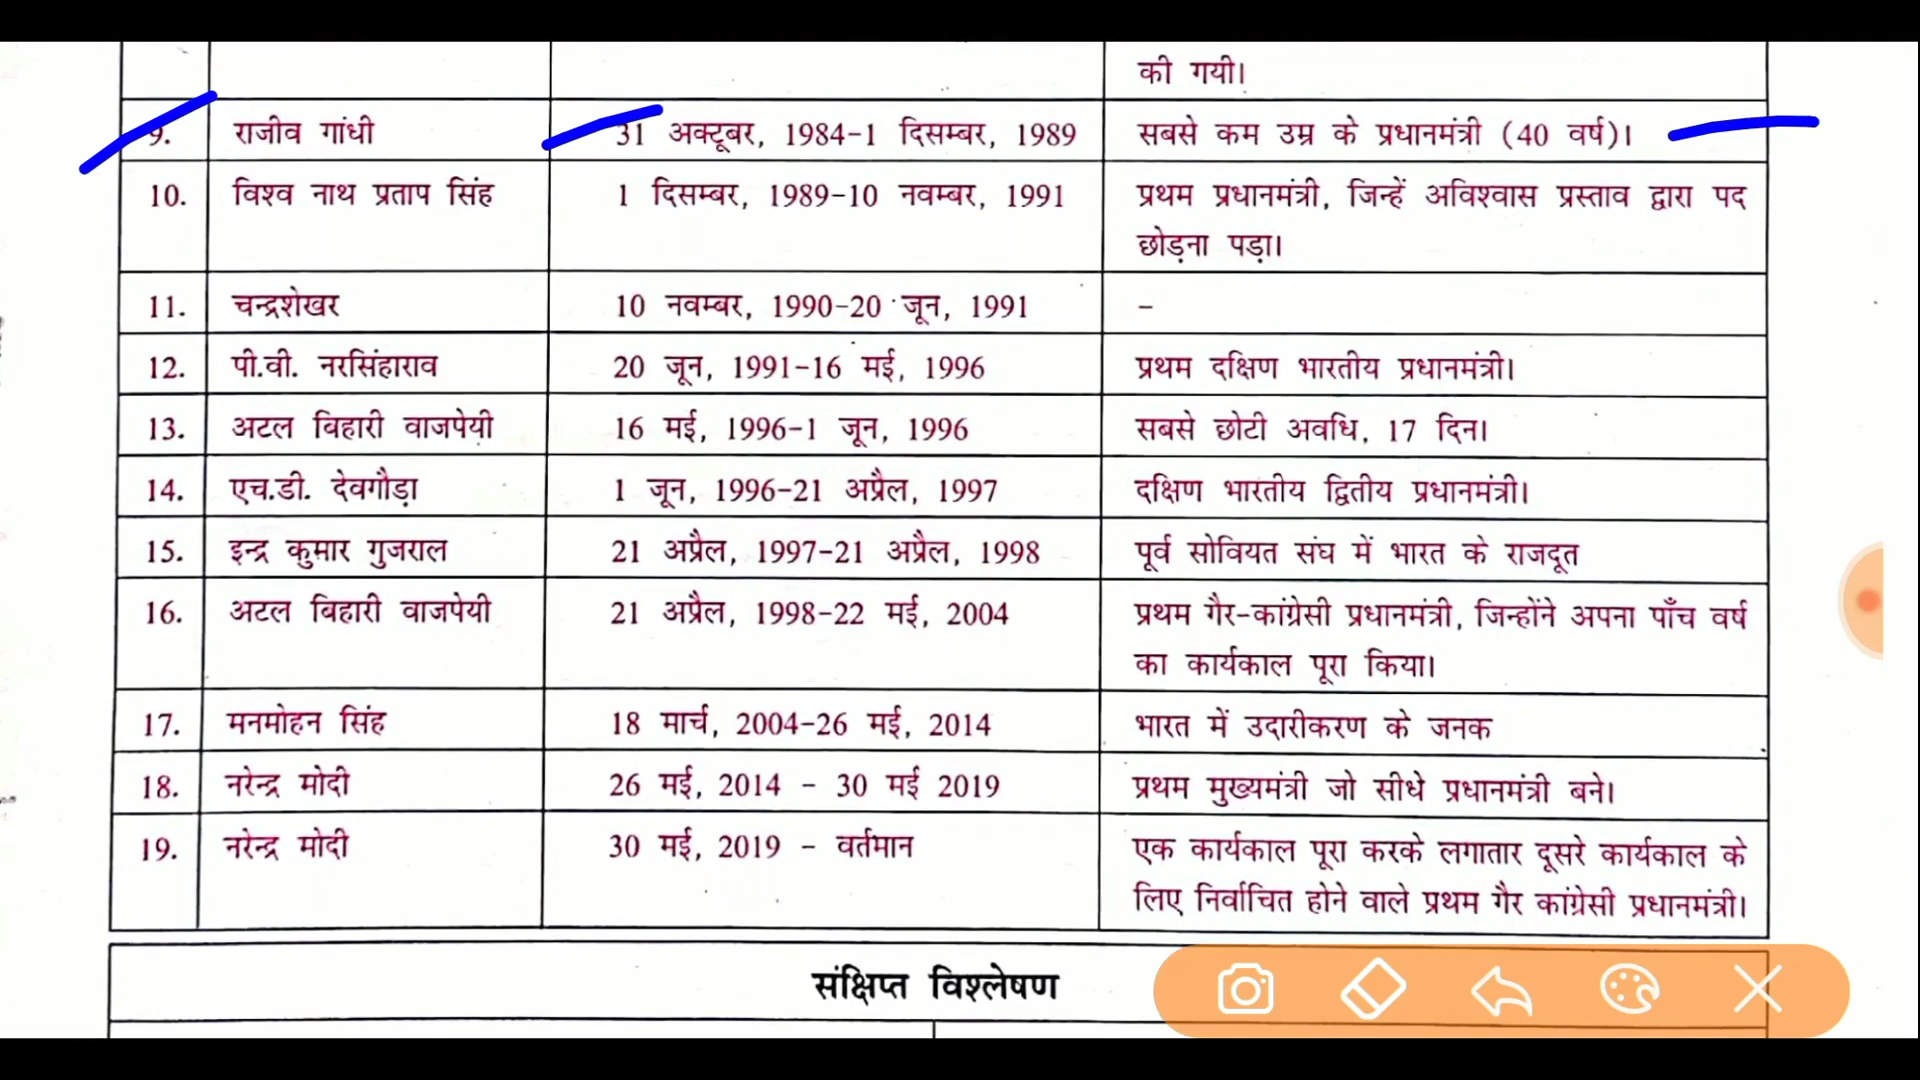 की गयी।
9. राजीव गांधी 31 अक्टूबर, 1984-1 दिसम्बर, 1989 सबसे कम उम्र के प्रधानमंत्री (40 वर्ष)।
10. विश्व नाथ प्रताप सिंह 1 दिसम्बर, 1989-10 नवम्बर, 1991 प्रथम प्रधानमंत्री, जिन्हें अविश्वास प्रस्ताव द्वारा पद
छोड़ना पड़ा।
11. चन्द्रशेखर 10 नवम्बर, 1990-20 जून, 1991 –
12. पी.वी. नरसिंहाराव 20 जून, 1991-16 मई, 1996 प्रथम दक्षिण भारतीय प्रधानमंत्री।
13. अटल बिहारी वाजपेयी 16 मई, 1996-1 जून, 1996 सबसे छोटी अवधि, 17 दिन।
14. एच.डी. देवगौड़ा 1 जून, 1996-21 अप्रैल, 1997 दक्षिण भारतीय द्वितीय प्रधानमंत्री।
15. इन्द्र कुमार गुजराल 21 अप्रैल, 1997-21 अप्रैल, 1998 पूर्व सोवियत संघ में भारत के राजदूत
16. अटल बिहारी वाजपेयी 21 अप्रैल, 1998-22 मई, 2004 प्रथम गैर-कांग्रेसी प्रधानमंत्री, जिन्होंने अपना पाँच वर्ष
का कार्यकाल पूरा किया।
17. मनमोहन सिंह 18 मार्च, 2004-26 मई, 2014 भारत में उदारीकरण के जनक
18. नरेन्द्र मोदी 26 मई, 2014 - 30 मई 2019 प्रथम मुख्यमंत्री जो सीधे प्रधानमंत्री बने।
19. नरेन्द्र मोदी 30 मई, 2019 - वर्तमान एक कार्यकाल पूरा करके लगातार दूसरे कार्यकाल के
लिए निर्वाचित होने वाले प्रथम गैर कांग्रेसी प्रधानमंत्री।
संक्षिप्त विश्लेषण